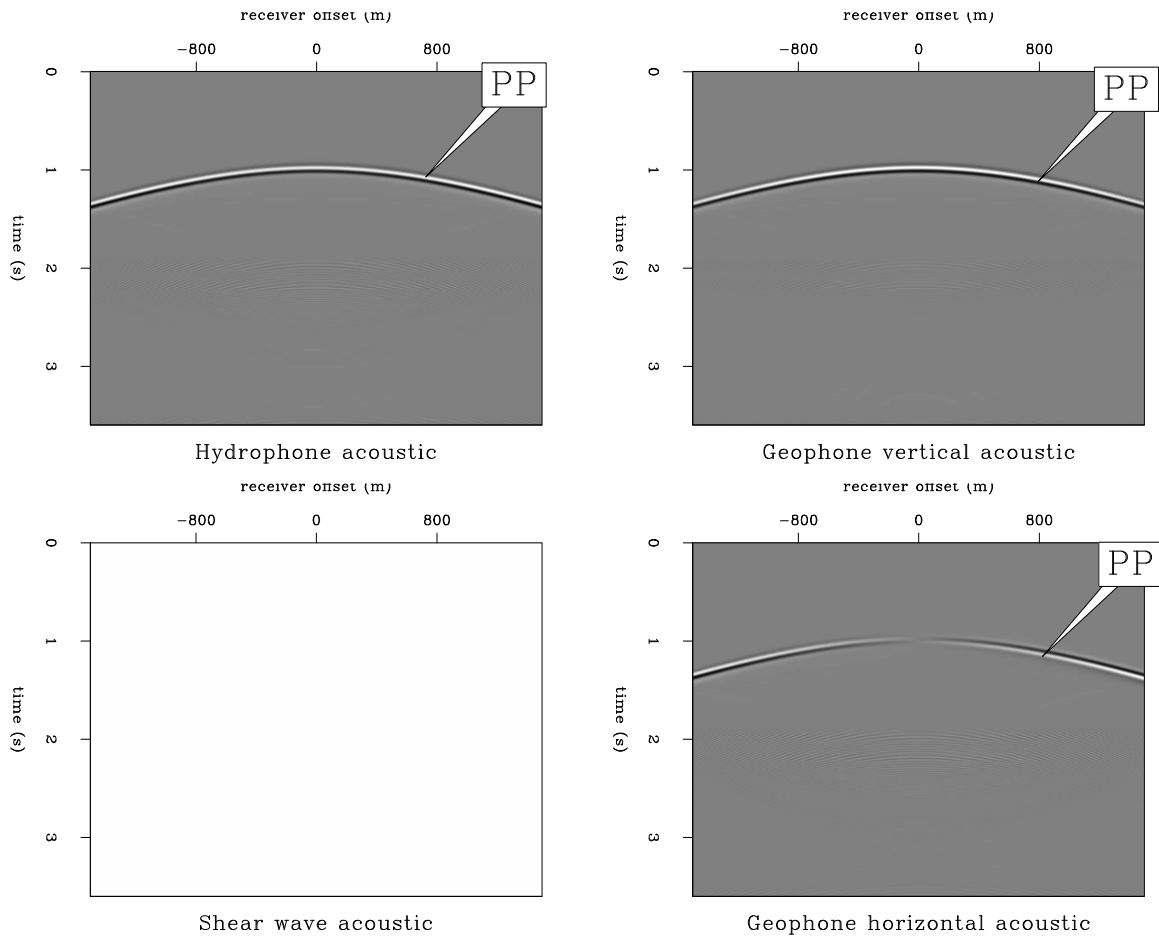 receiver offset (m)
-800 0 800
PP
0
1
2
3
time (s)
Hydrophone acoustic
receiver offset (m)
-800 0 800
PP
0
1
2
3
time (s)
Geophone vertical acoustic
receiver offset (m)
-800 0 800
0
1
2
3
time (s)
Shear wave acoustic
receiver offset (m)
-800 0 800
PP
0
1
2
3
time (s)
Geophone horizontal acoustic